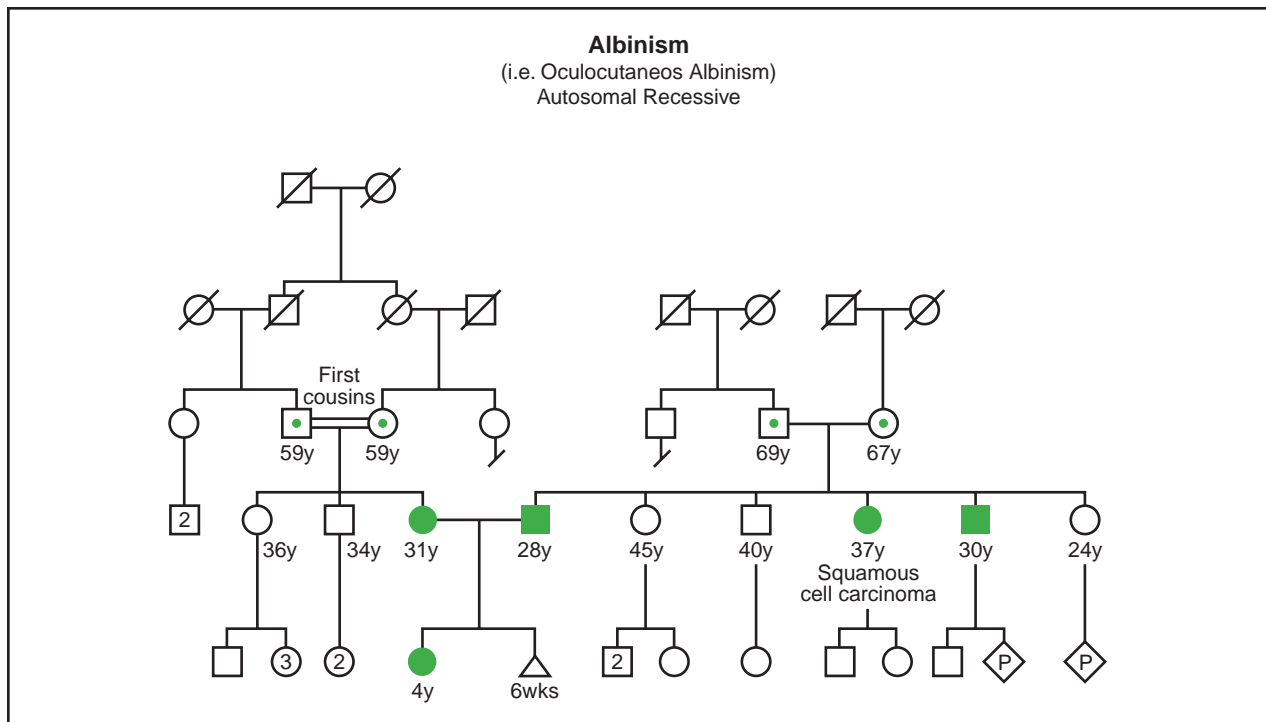 Albinism
(i.e. Oculocutaneos Albinism)
Autosomal Recessive
First
cousins
59y 59y 69y 67y
2 36y 34y 31y 28y 45y 40y 37y 30y 24y
Squamous
cell carcinoma
3 2 2 P P
4y 6wks